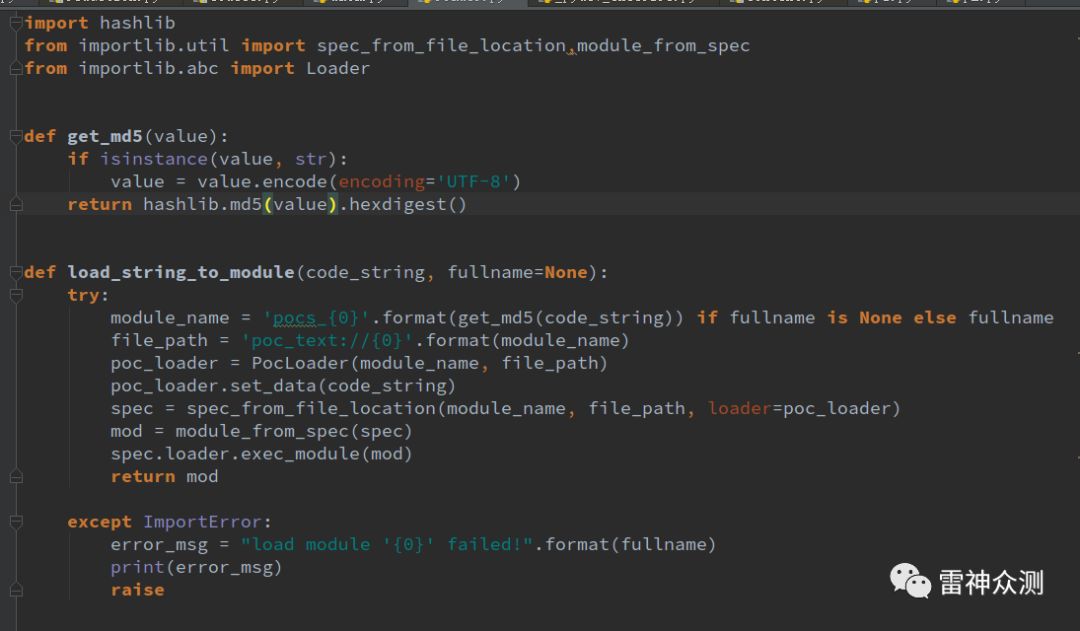 import hashlib
from importlib.util import spec_from_file_location,module_from_spec
from importlib.abc import Loader
def get_md5(value):
    if isinstance(value, str):
        value = value.encode(encoding='UTF-8')
    return hashlib.md5(value).hexdigest()
def load_string_to_module(code_string, fullname=None):
    try:
        module_name = 'pocs_{0}'.format(get_md5(code_string)) if fullname is None else fullname
        file_path = 'poc_text://{0}'.format(module_name)
        poc_loader = PocLoader(module_name, file_path)
        poc_loader.set_data(code_string)
        spec = spec_from_file_location(module_name, file_path, loader=poc_loader)
        mod = module_from_spec(spec)
        spec.loader.exec_module(mod)
        return mod
    except ImportError:
        error_msg = "load module '{0}' failed!".format(fullname)
        print(error_msg)
        raise
雷神众测